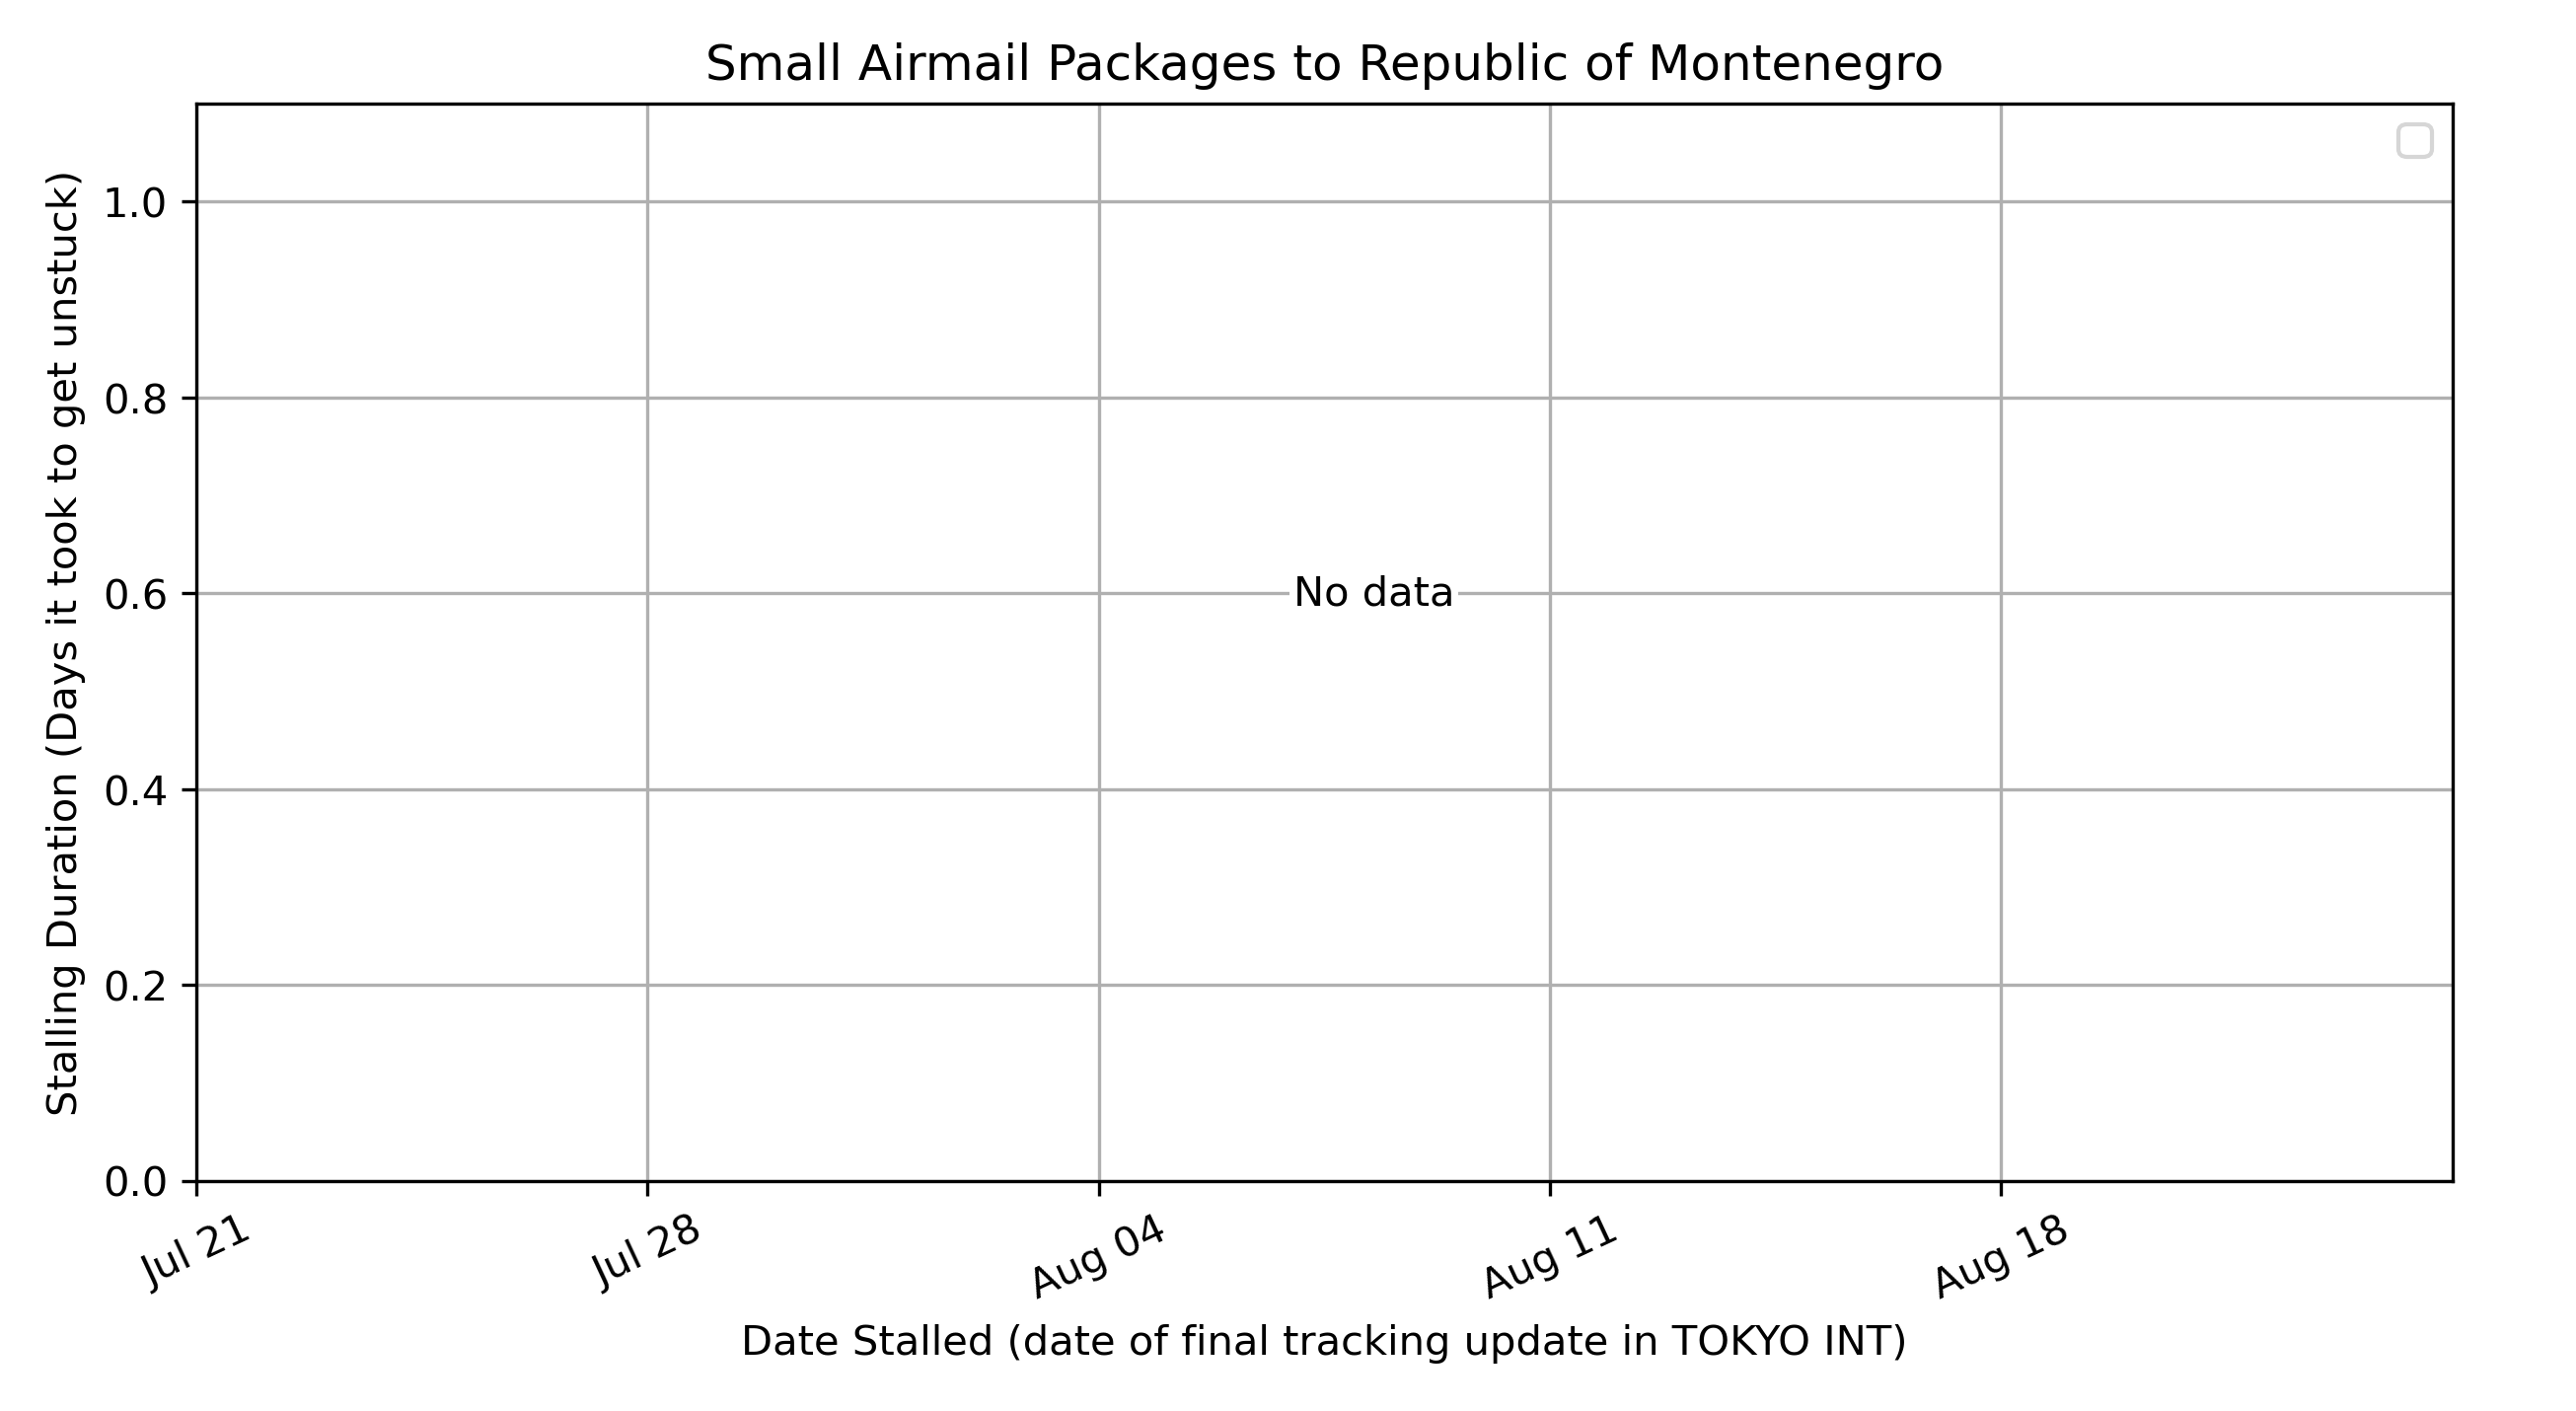 Small Airmail Packages to Republic of Montenegro
Stalling Duration (Days it took to get unstuck)
1.0
0.8
0.6
0.4
0.2
0.0
No data
Jul 21
Jul 28
Aug 04
Aug 11
Aug 18
Date Stalled (date of final tracking update in TOKYO INT)